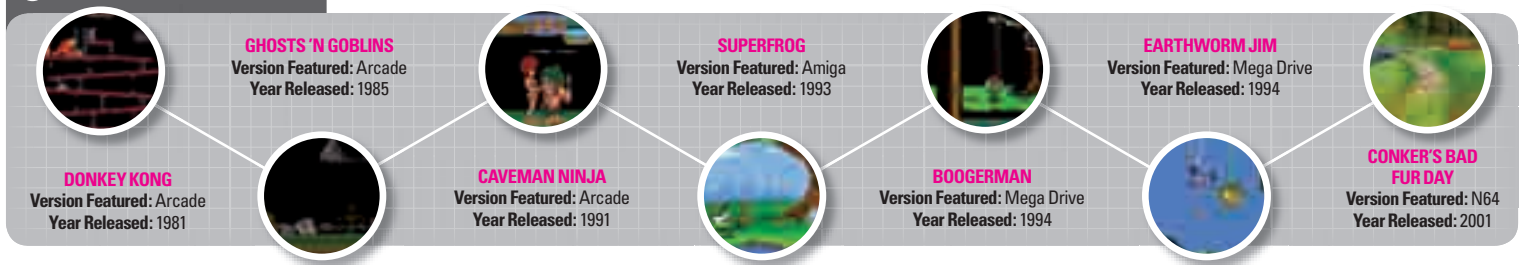 GHOSTS 'N GOBLINS
Version Featured: Arcade
Year Released: 1985
SUPERFROG
Version Featured: Amiga
Year Released: 1993
EARTHWORM JIM
Version Featured: Mega Drive
Year Released: 1994
DONKEY KONG
Version Featured: Arcade
Year Released: 1981
CAVEMAN NINJA
Version Featured: Arcade
Year Released: 1991
BOOGERMAN
Version Featured: Mega Drive
Year Released: 1994
CONKER'S BAD
FUR DAY
Version Featured: N64
Year Released: 2001